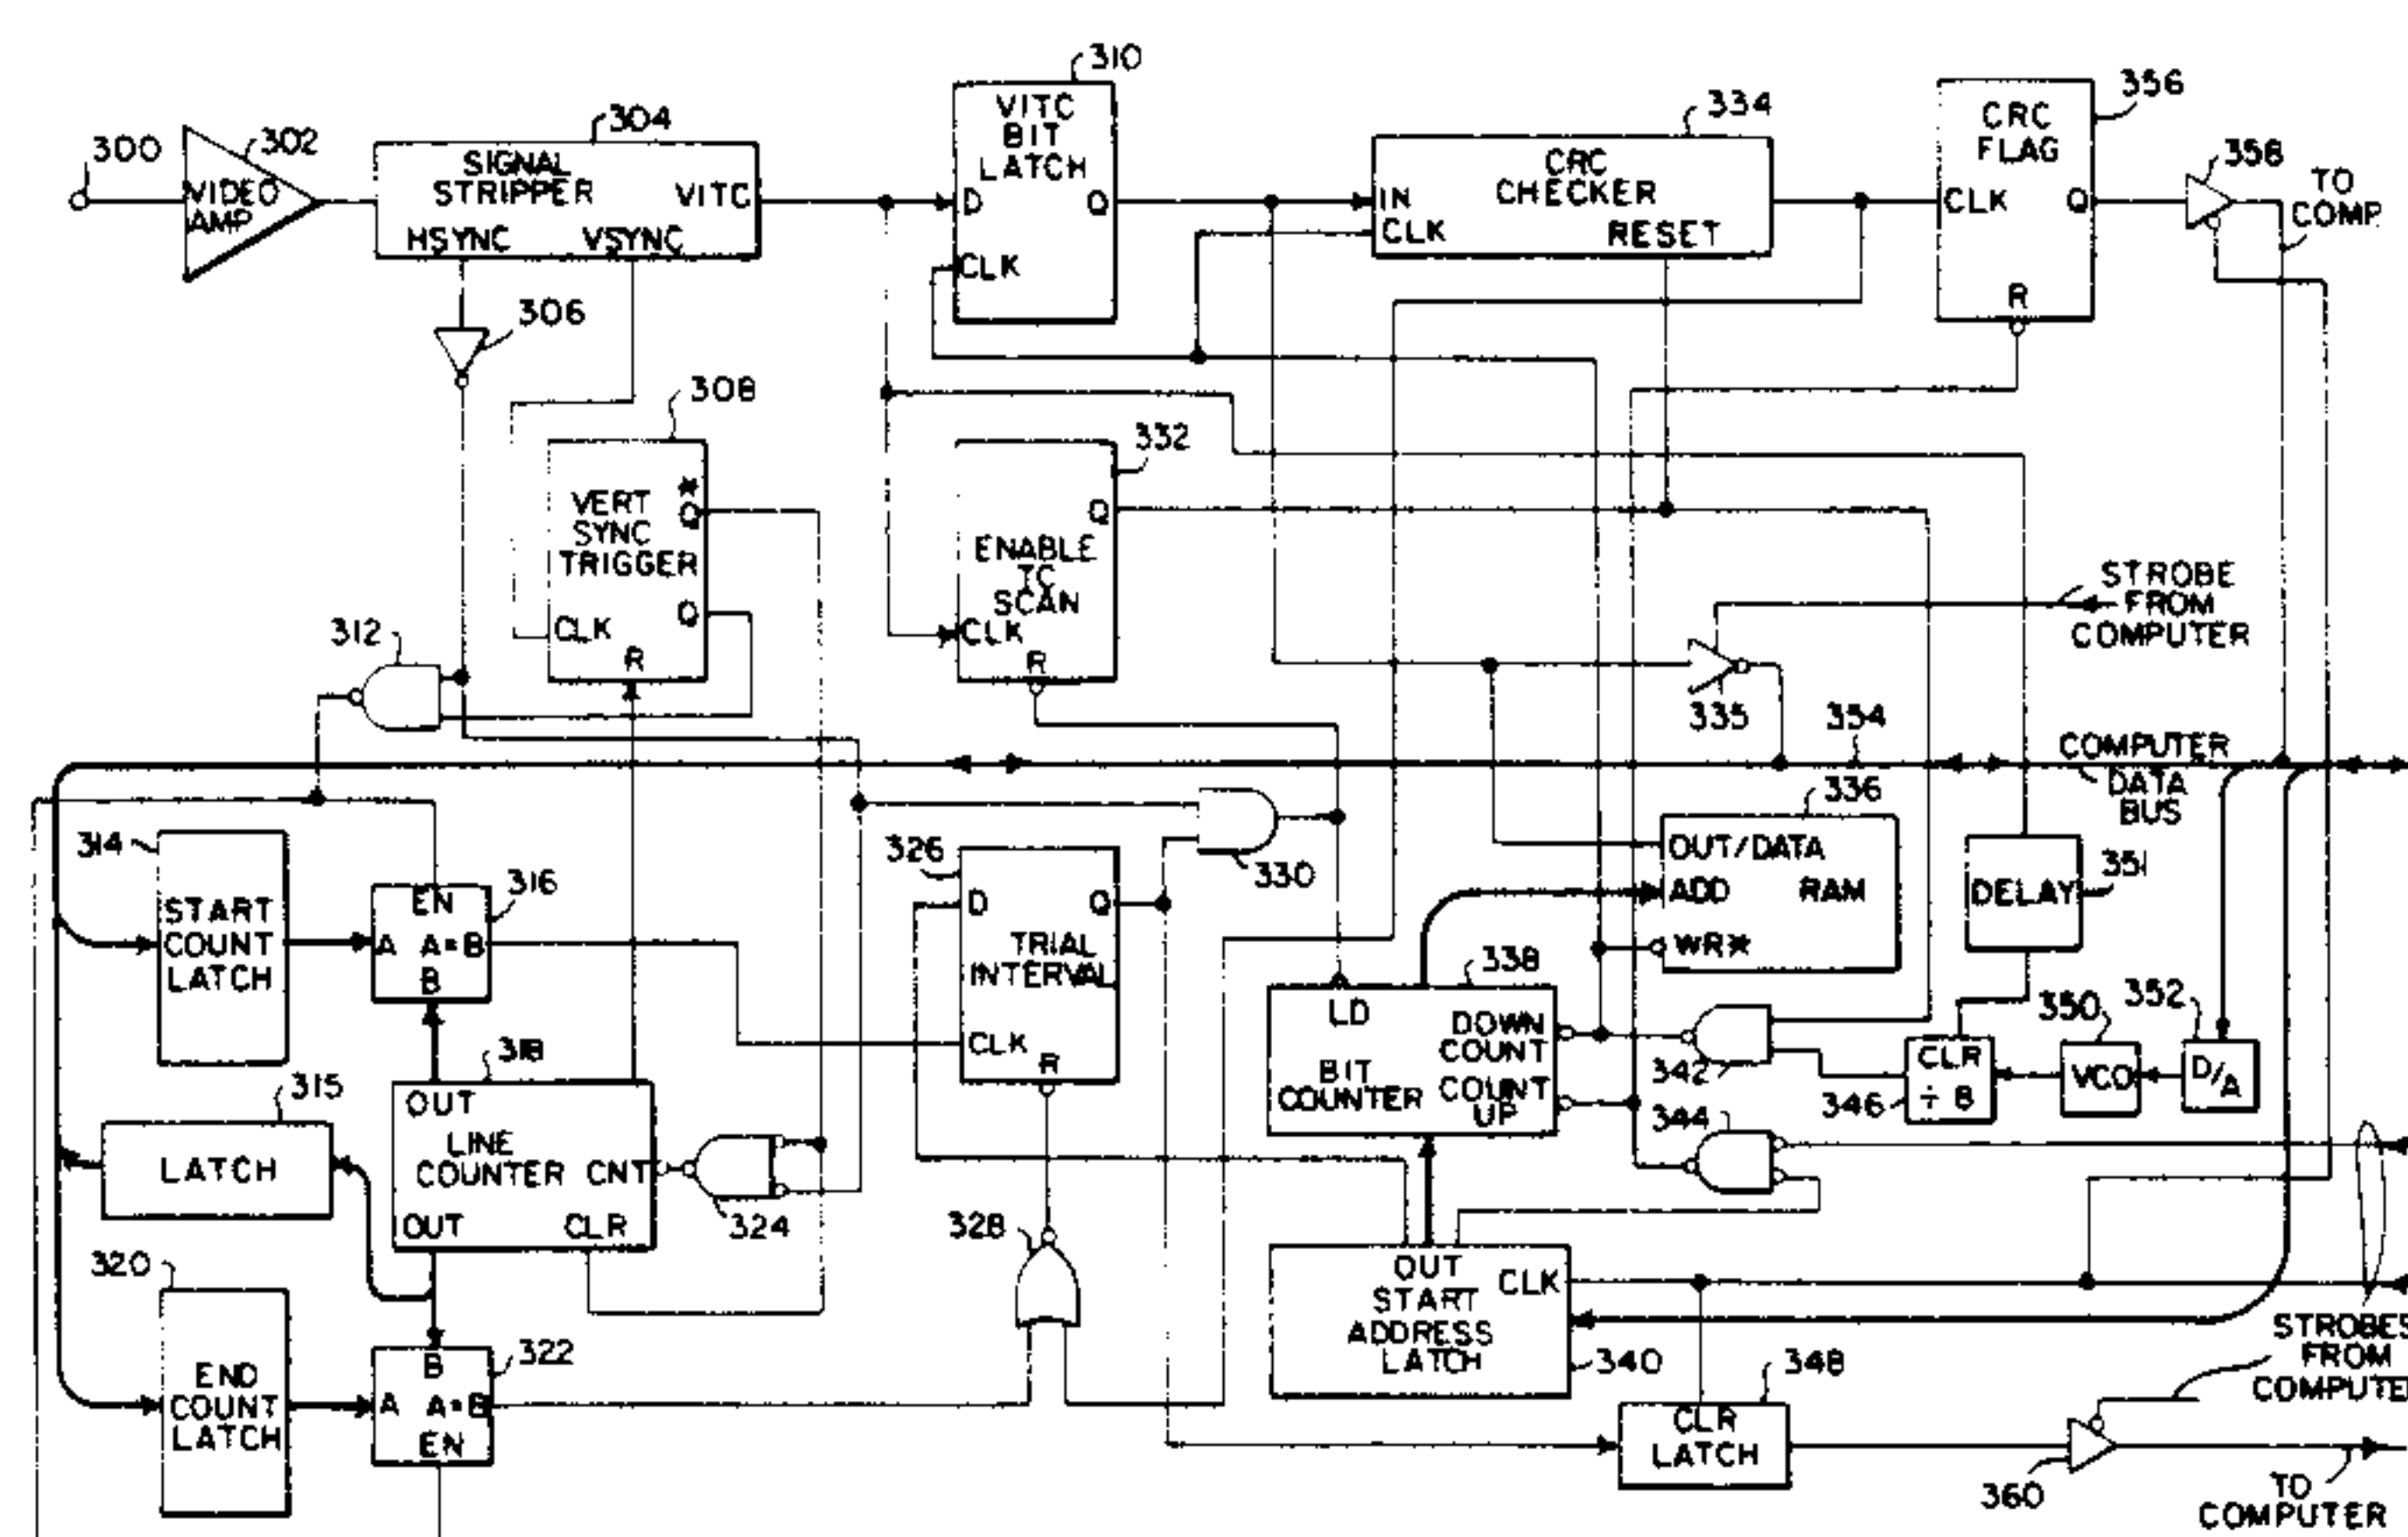 300
302
VIDEO
AMP
304
SIGNAL
STRIPPER
VITC
HSYNC
VSYNC
306
310
VITC
BIT
LATCH
D
Q
CLK
334
CRC
CHECKER
IN
CLK
RESET
356
CRC
FLAG
CLK
Q
R
358
TO
COMP.
308
VERT
SYNC
TRIGGER
*
Q
Q
CLK
R
332
ENABLE
TC
SCAN
Q
CLK
R
STROBE
FROM
COMPUTER
335
354
COMPUTER
DATA
BUS
312
314
START
COUNT
LATCH
316
EN
A A=B
B
326
D
Q
TRIAL
INTERVAL
CLK
R
330
336
OUT/DATA
ADD RAM
WR*
351
DELAY
338
LD
DOWN
COUNT
BIT
COUNTER
COUNT
UP
342
344
346
CLR
÷ 8
350
VCO
352
D/A
318
OUT
LINE
COUNTER
CNT
OUT
CLR
315
LATCH
324
328
320
END
COUNT
LATCH
322
B
A A=B
EN
OUT
CLK
START
ADDRESS
LATCH
340
348
CLR
LATCH
360
STROBES
FROM
TO
COMPUTER